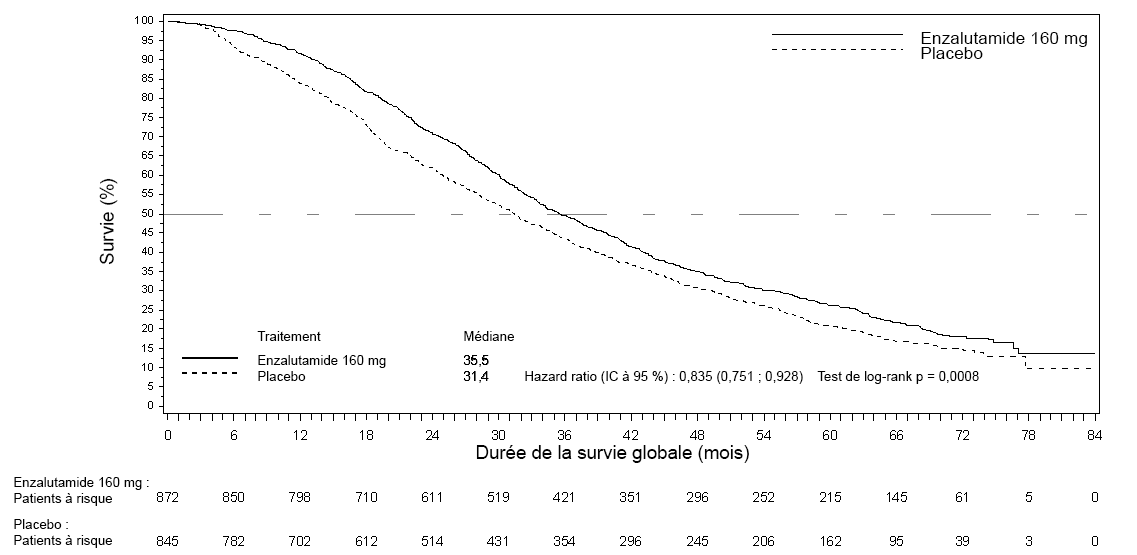 Enzalutamide 160 mg
Placebo
Survie (%)
100
95
90
85
80
75
70
65
60
55
50
45
40
35
30
25
20
15
10
5
0
Traitement Médiane
Enzalutamide 160 mg 35,5
Placebo 31,4 Hazard ratio (IC à 95 %) : 0,835 (0,751 ; 0,928) Test de log-rank p = 0,0008
0 6 12 18 24 30 36 42 48 54 60 66 72 78 84
Durée de la survie globale (mois)
Enzalutamide 160 mg :
Patients à risque 872 850 798 710 611 519 421 351 296 252 215 145 61 5 0
Placebo :
Patients à risque 845 782 702 612 514 431 354 296 245 206 162 95 39 3 0